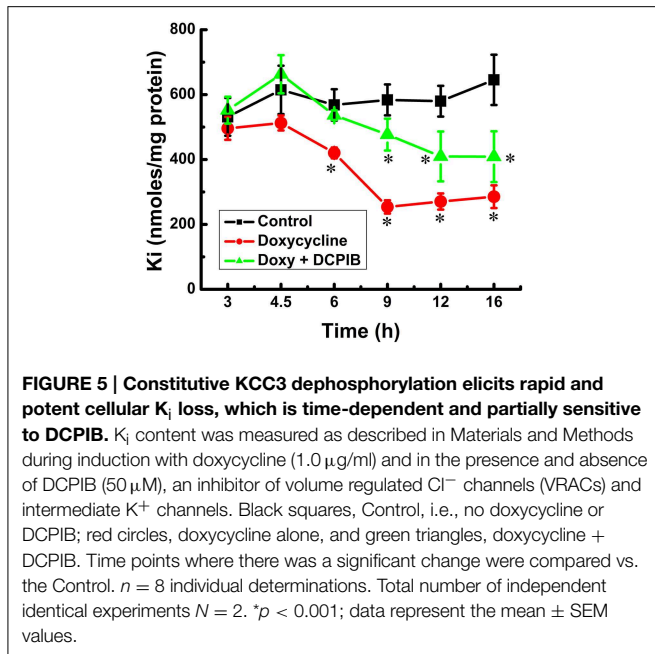 800
600
400
200
0
Ki (nmoles/mg protein)
* * * * * * *
Control
Doxycycline
Doxy + DCPIB
3 4.5 6 9 12 16
Time (h)
FIGURE 5 | Constitutive KCC3 dephosphorylation elicits rapid and
potent cellular Kᵢ loss, which is time-dependent and partially sensitive
to DCPIB. Kᵢ content was measured as described in Materials and Methods
during induction with doxycycline (1.0 μg/ml) and in the presence and absence
of DCPIB (50 μM), an inhibitor of volume regulated Cl⁻ channels (VRACs) and
intermediate K⁺ channels. Black squares, Control, i.e., no doxycycline or
DCPIB; red circles, doxycycline alone, and green triangles, doxycycline +
DCPIB. Time points where there was a significant change were compared vs.
the Control. n = 8 individual determinations. Total number of independent
identical experiments N = 2. *p < 0.001; data represent the mean ± SEM
values.